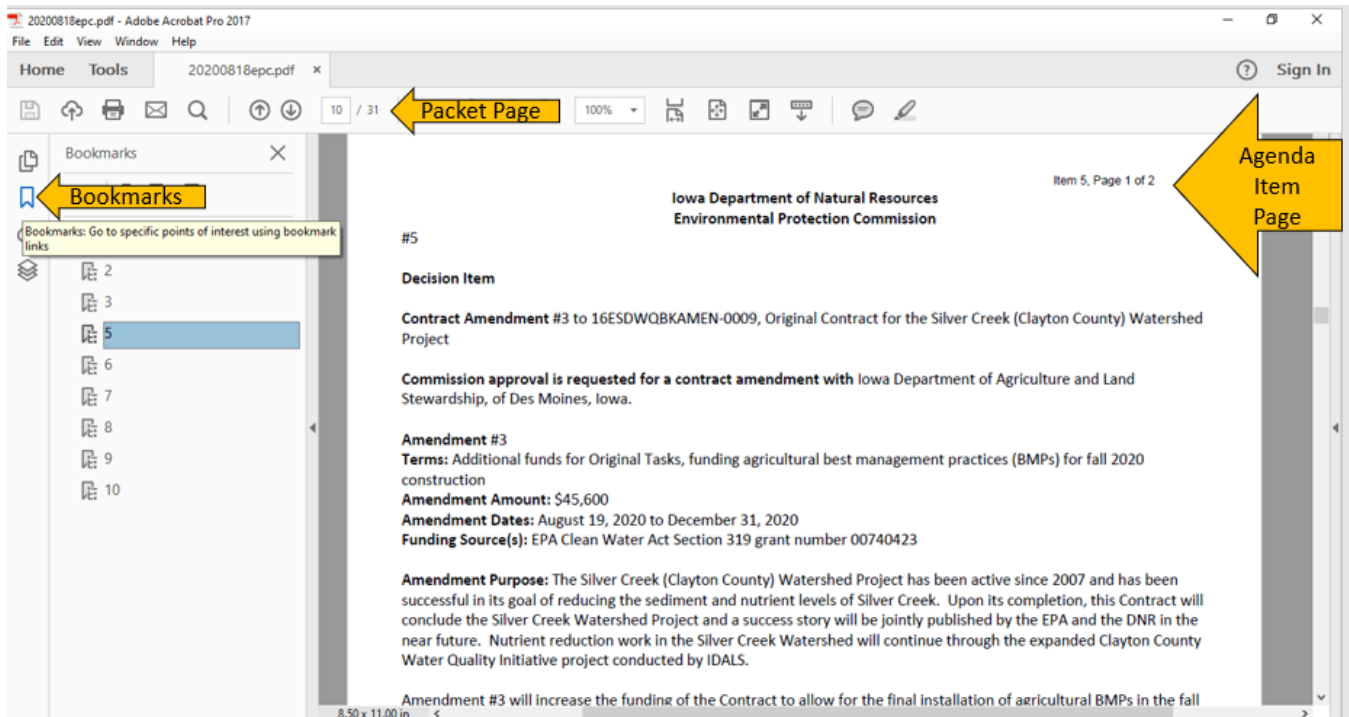 20200818epc.pdf - Adobe Acrobat Pro 2017
File Edit View Window Help
Home Tools 20200818epc.pdf × ? Sign In
10 / 31 Packet Page 100%
Bookmarks
Bookmarks
Bookmarks: Go to specific points of interest using bookmark
links
2
3
5
6
7
8
9
10
Agenda
Item
Page
Item 5, Page 1 of 2
Iowa Department of Natural Resources
Environmental Protection Commission
#5
Decision Item
Contract Amendment #3 to 16ESDWQBKAMEN-0009, Original Contract for the Silver Creek (Clayton County) Watershed
Project
Commission approval is requested for a contract amendment with Iowa Department of Agriculture and Land
Stewardship, of Des Moines, Iowa.
Amendment #3
Terms: Additional funds for Original Tasks, funding agricultural best management practices (BMPs) for fall 2020
construction
Amendment Amount: $45,600
Amendment Dates: August 19, 2020 to December 31, 2020
Funding Source(s): EPA Clean Water Act Section 319 grant number 00740423
Amendment Purpose: The Silver Creek (Clayton County) Watershed Project has been active since 2007 and has been
successful in its goal of reducing the sediment and nutrient levels of Silver Creek. Upon its completion, this Contract will
conclude the Silver Creek Watershed Project and a success story will be jointly published by the EPA and the DNR in the
near future. Nutrient reduction work in the Silver Creek Watershed will continue through the expanded Clayton County
Water Quality Initiative project conducted by IDALS.
Amendment #3 will increase the funding of the Contract to allow for the final installation of agricultural BMPs in the fall
8.50 x 11.00 in